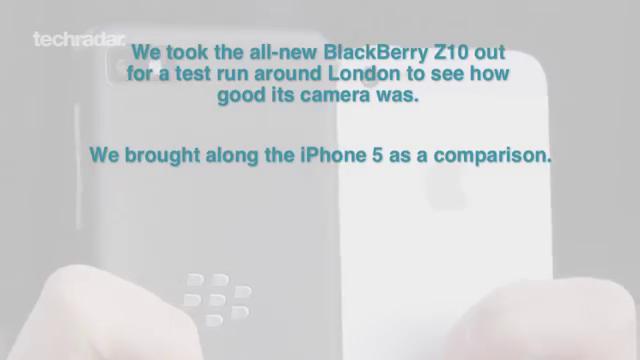 techradar.
We took the all-new BlackBerry Z10 out
for a test run around London to see how
good its camera was.
We brought along the iPhone 5 as a comparison.